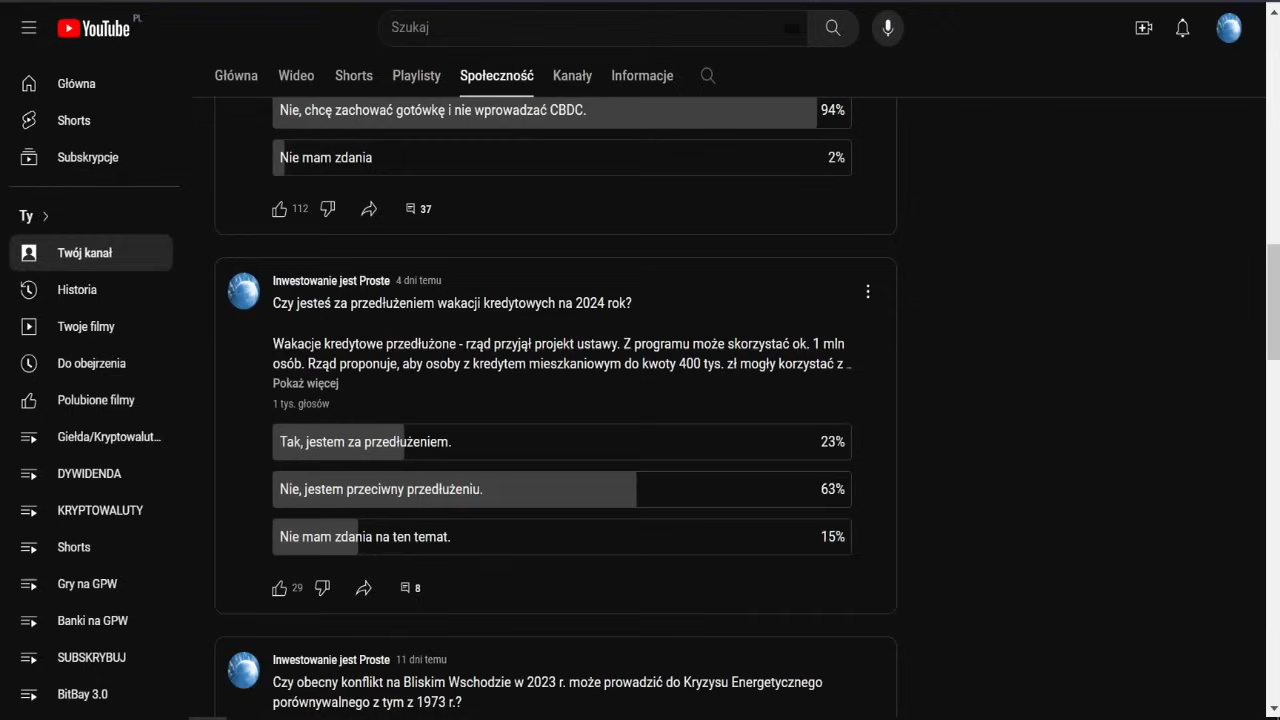 YouTube PL
Szukaj
Główna
Shorts
Subskrypcje
Ty
Twój kanał
Historia
Twoje filmy
Do obejrzenia
Polubione filmy
Giełda/Kryptowalut...
DYWIDENDA
KRYPTOWALUTY
Shorts
Gry na GPW
Banki na GPW
SUBSKRYBUJ
BitBay 3.0
Główna Wideo Shorts Playlisty Społeczność Kanały Informacje
Nie, chcę zachować gotówkę i nie wprowadzać CBDC. 94%
Nie mam zdania 2%
112 37
Inwestowanie jest Proste 4 dni temu
Czy jesteś za przedłużeniem wakacji kredytowych na 2024 rok?
Wakacje kredytowe przedłużone - rząd przyjął projekt ustawy. Z programu może skorzystać ok. 1 mln
osób. Rząd proponuje, aby osoby z kredytem mieszkaniowym do kwoty 400 tys. zł mogły korzystać z ...
Pokaż więcej
1 tys. głosów
Tak, jestem za przedłużeniem. 23%
Nie, jestem przeciwny przedłużeniu. 63%
Nie mam zdania na ten temat. 15%
29 8
Inwestowanie jest Proste 11 dni temu
Czy obecny konflikt na Bliskim Wschodzie w 2023 r. może prowadzić do Kryzysu Energetycznego
porównywalnego z tym z 1973 r.?